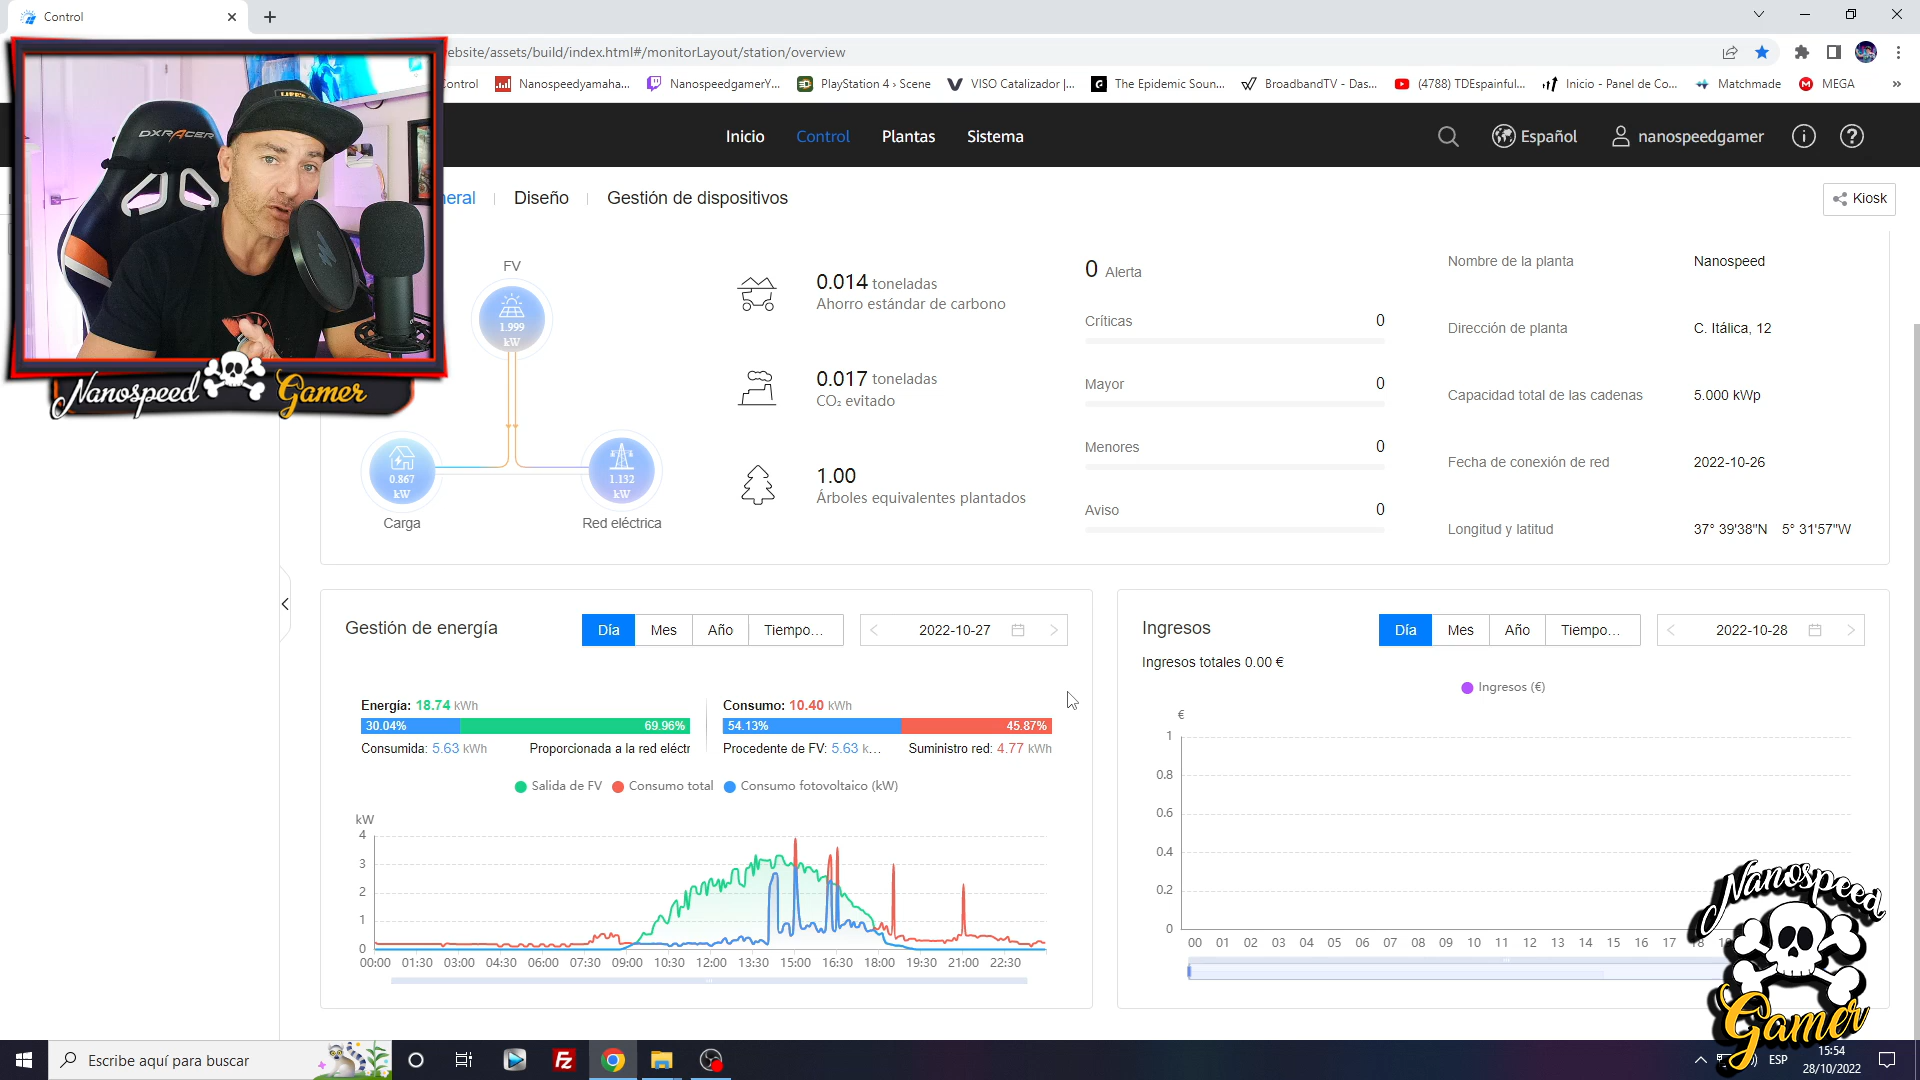 Control
ebsite/assets/build/index.html#/monitorLayout/station/overview
ontrol
Nanospeedyamaha...
NanospeedgamerY...
PlayStation 4 › Scene
VISO Catalizador |...
The Epidemic Soun...
BroadbandTV - Das...
(4788) TDEspainful...
Inicio - Panel de Co...
Matchmade
MEGA
»
Inicio
Control
Plantas
Sistema
Español
nanospeedgamer
neral
Diseño
Gestión de dispositivos
Kiosk
DXRACER
Nanospeed
Gamer
FV
1.999
kW
0.867
kW
Carga
1.132
kW
Red eléctrica
0.014 toneladas
Ahorro estándar de carbono
0.017 toneladas
CO₂ evitado
1.00
Árboles equivalentes plantados
0 Alerta
Críticas 0
Mayor 0
Menores 0
Aviso 0
Nombre de la planta Nanospeed
Dirección de planta C. Itálica, 12
Capacidad total de las cadenas 5.000 kWp
Fecha de conexión de red 2022-10-26
Longitud y latitud 37° 39'38"N 5° 31'57"W
Gestión de energía
Día
Mes
Año
Tiempo...
2022-10-27
Energía: 18.74 kWh
30.04% 69.96%
Consumida: 5.63 kWh Proporcionada a la red eléctr
Consumo: 10.40 kWh
54.13% 45.87%
Procedente de FV: 5.63 k... Suministro red: 4.77 kWh
Salida de FV Consumo total Consumo fotovoltaico (kW)
kW
4
3
2
1
0
00:00 01:30 03:00 04:30 06:00 07:30 09:00 10:30 12:00 13:30 15:00 16:30 18:00 19:30 21:00 22:30
Ingresos
Día
Mes
Año
Tiempo...
2022-10-28
Ingresos totales 0.00 €
Ingresos (€)
€
1
0.8
0.6
0.4
0.2
0
00 01 02 03 04 05 06 07 08 09 10 11 12 13 14 15 16 17 18
Nanospeed
Gamer
Escribe aquí para buscar
ESP
15:54
28/10/2022